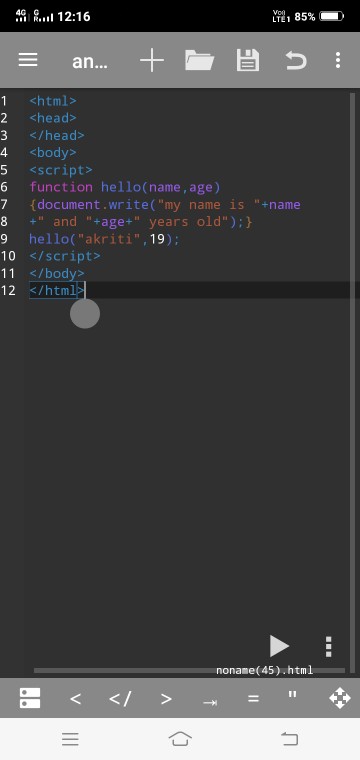 4G G 12:16 Vo)) LTE1 85%
an...
1 <html>
2 <head>
3 </head>
4 <body>
5 <script>
6 function hello(name,age)
7 {document.write("my name is "+name
8 +" and "+age+" years old");}
9 hello("akriti",19);
10 </script>
11 </body>
12 </html>
noname(45).html
< </ > = "